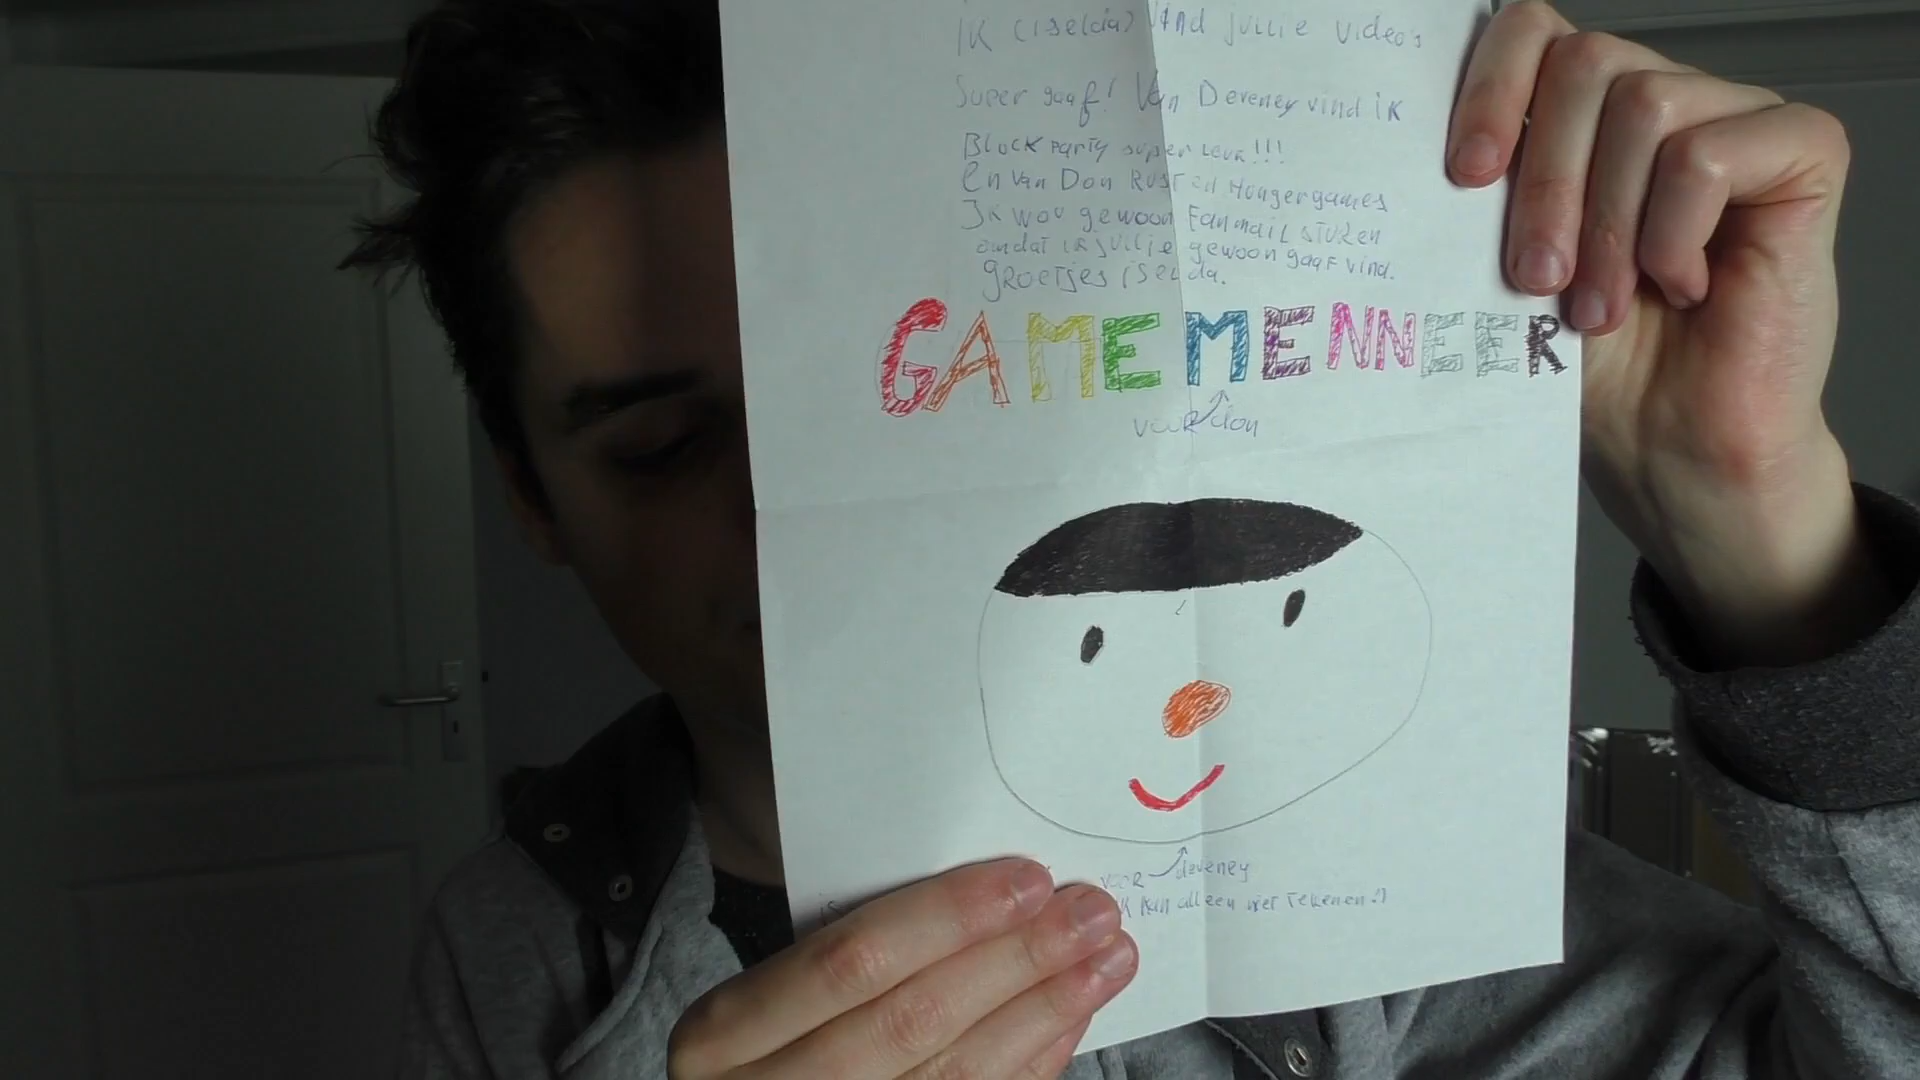 ik (iselda) vind jullie video's
Super gaaf! Van Deveney vind ik
Block party super leuk!!!
en van Don Rust en Hongergames
Ik wou gewoon Fanmail sturen
omdat ik jullie gewoon gaaf vind.
groetjes iselda.
GAMEMENNEER
voor don
voor deveney
ik kan alleen niet tekenen!)